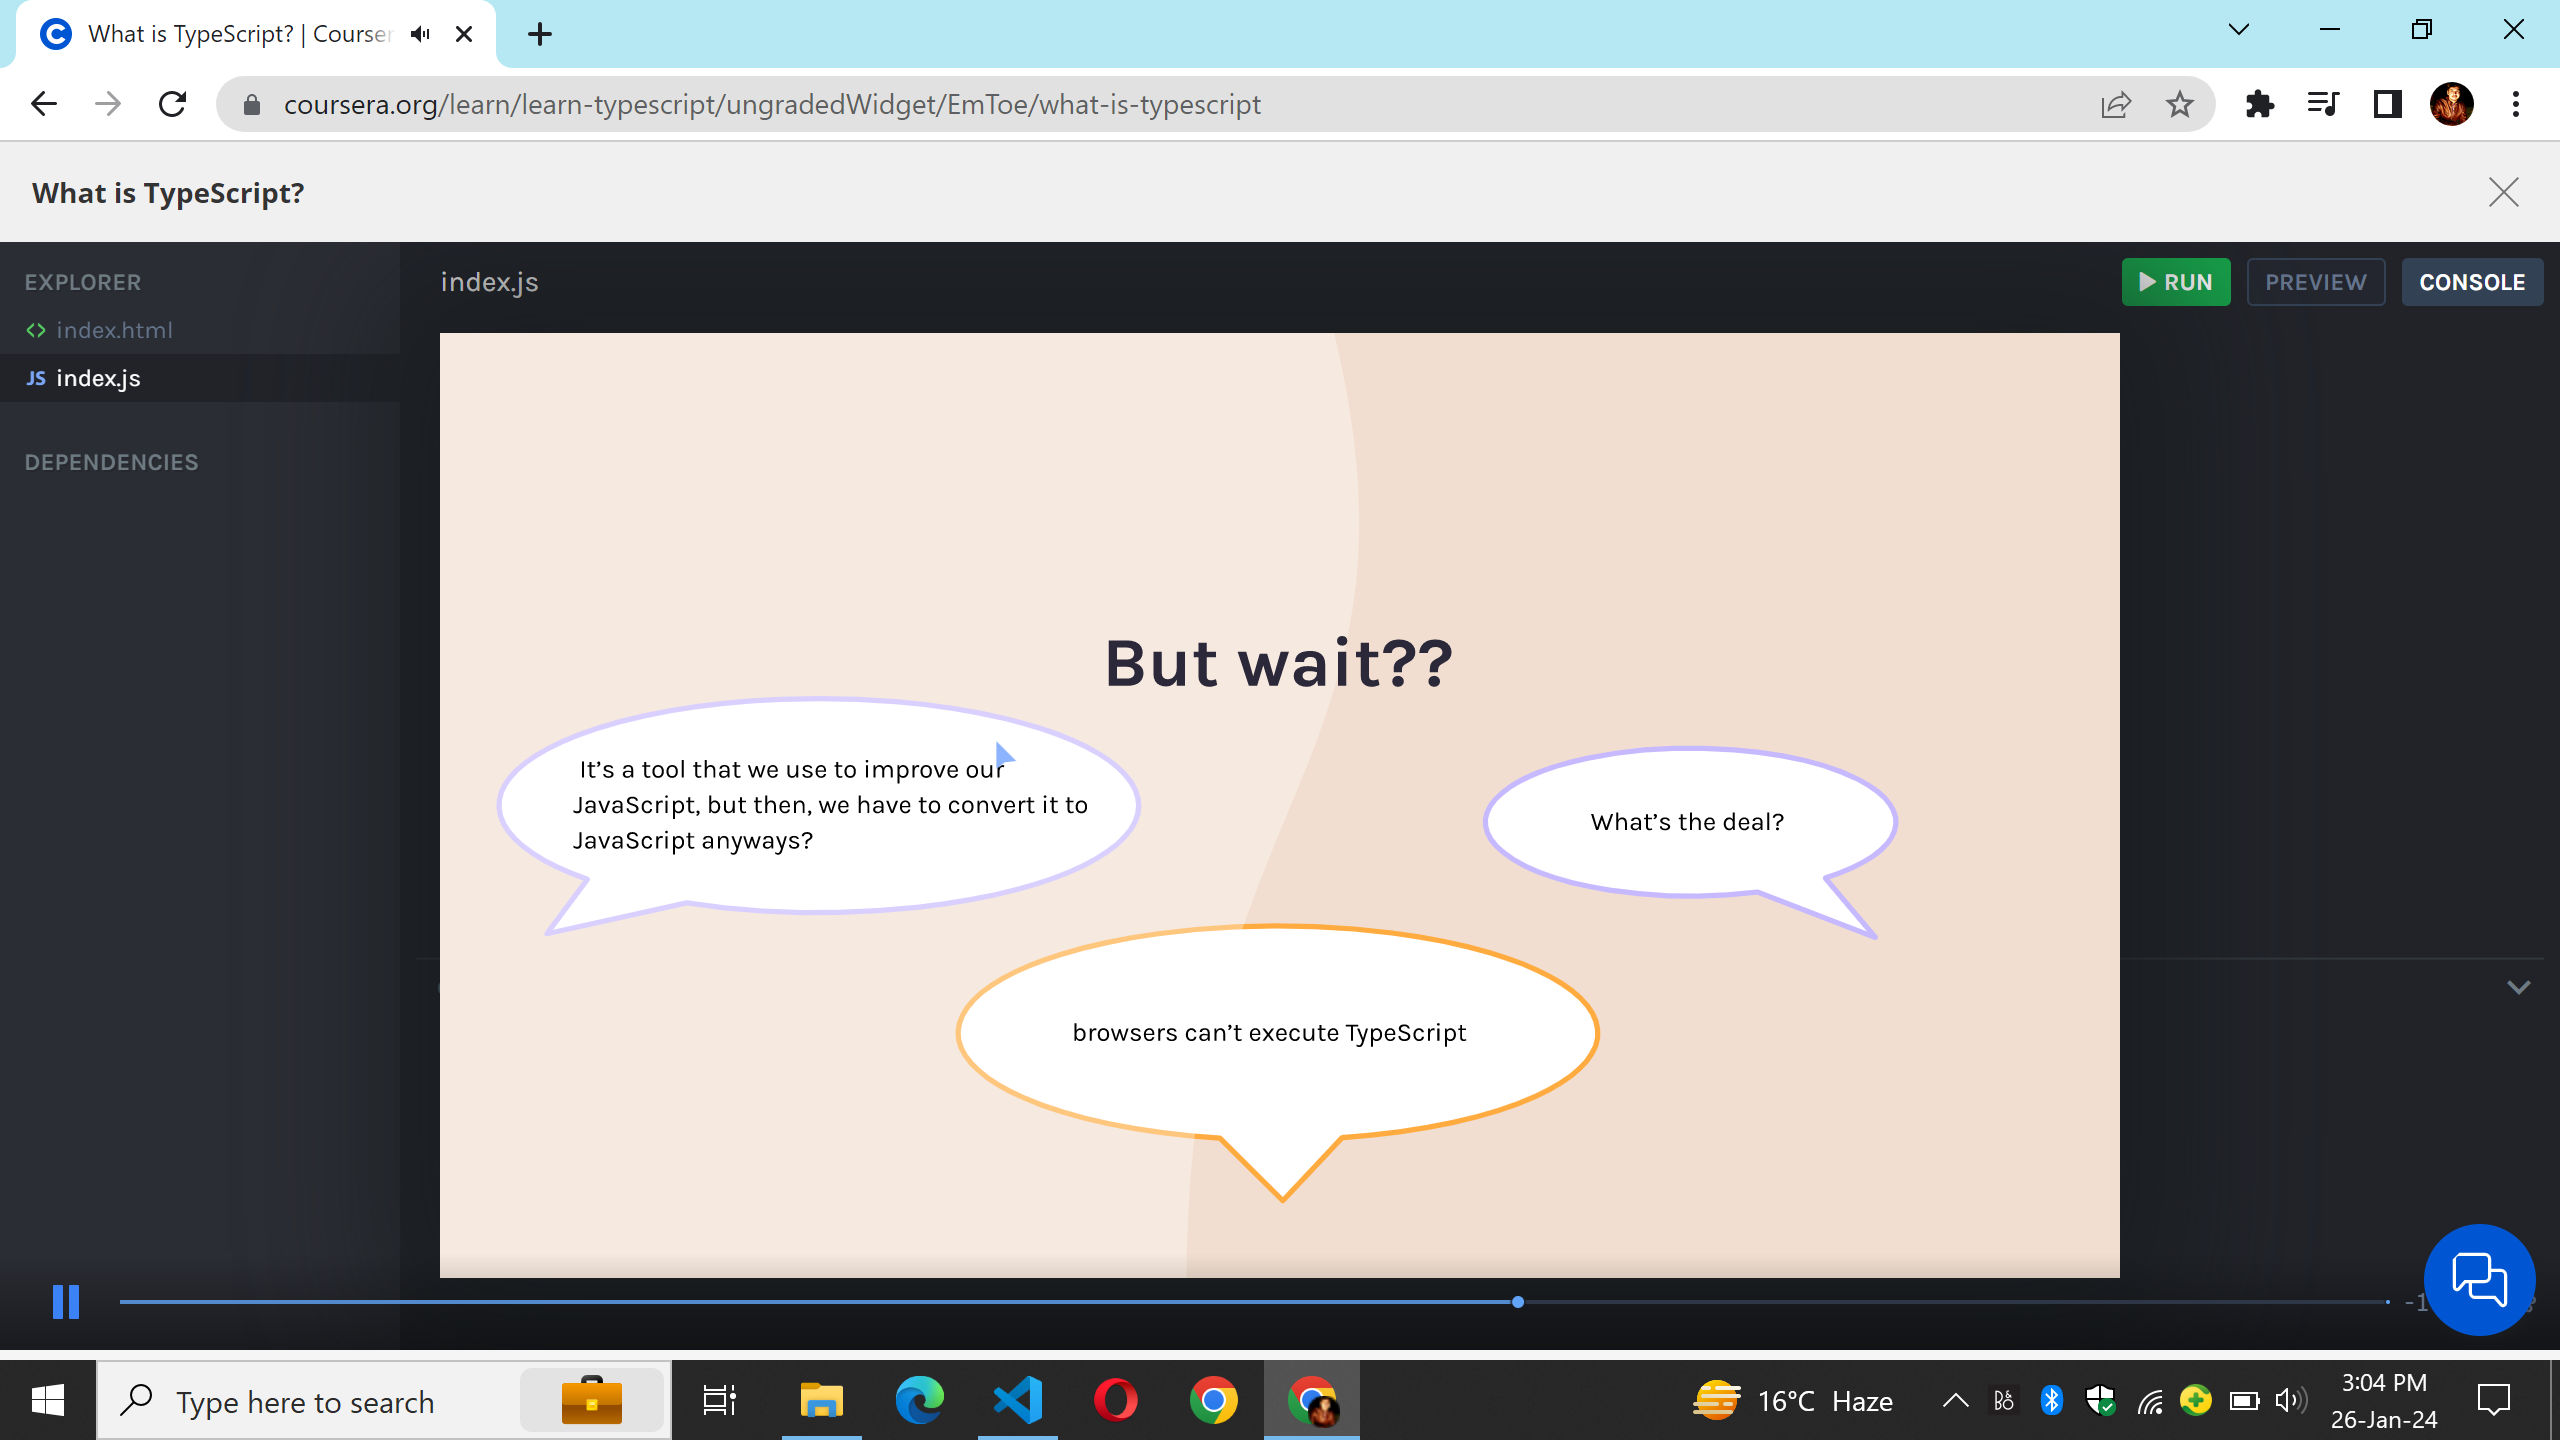 What is TypeScript? | Courser
coursera.org/learn/learn-typescript/ungradedWidget/EmToe/what-is-typescript
What is TypeScript?
EXPLORER
index.js
RUN
PREVIEW
CONSOLE
<> index.html
JS index.js
DEPENDENCIES
But wait??
It’s a tool that we use to improve our
JavaScript, but then, we have to convert it to
JavaScript anyways?
What’s the deal?
browsers can’t execute TypeScript
Type here to search
16°C Haze
3:04 PM
26-Jan-24